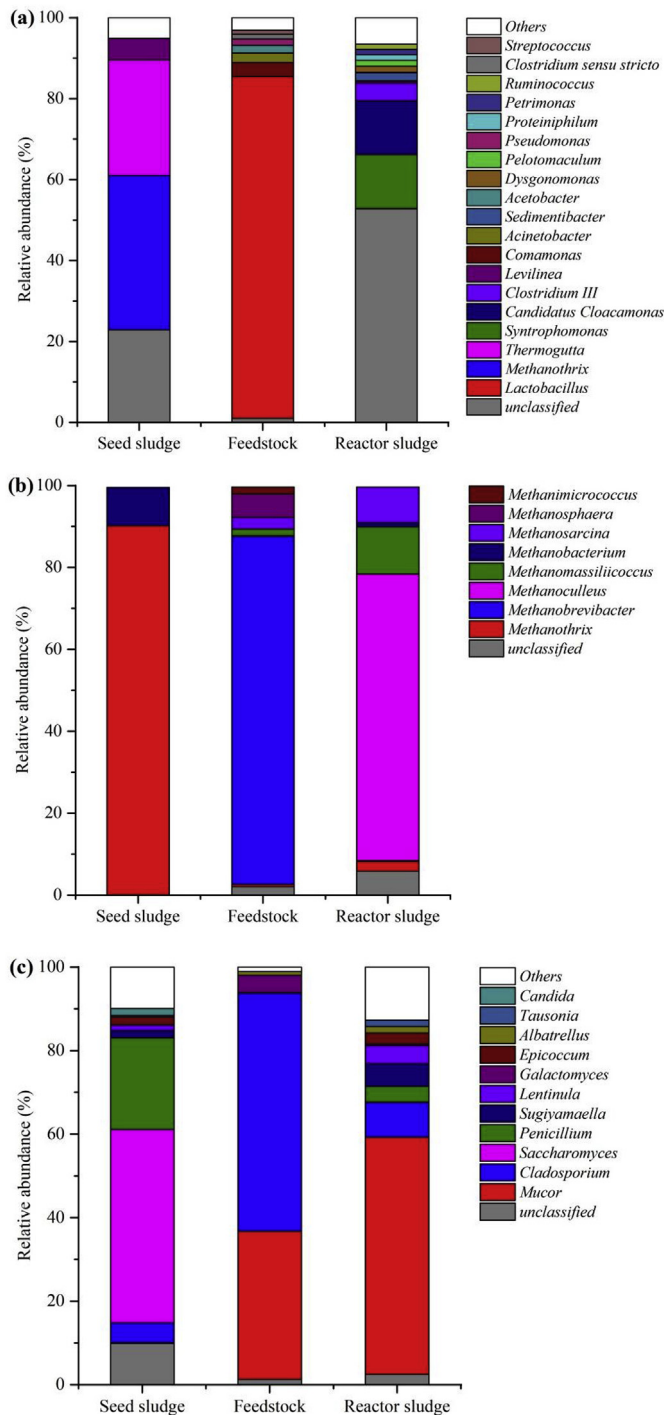 (a)
100
80
60
40
20
0
Relative abundance (%)
Seed sludge
Feedstock
Reactor sludge
Others
Streptococcus
Clostridium sensu stricto
Ruminococcus
Petrimonas
Proteiniphilum
Pseudomonas
Pelotomaculum
Dysgonomonas
Acetobacter
Sedimentibacter
Acinetobacter
Comamonas
Levilinea
Clostridium III
Candidatus Cloacamonas
Syntrophomonas
Thermogutta
Methanothrix
Lactobacillus
unclassified
(b)
100
80
60
40
20
0
Relative abundance (%)
Seed sludge
Feedstock
Reactor sludge
Methanimicrococcus
Methanosphaera
Methanosarcina
Methanobacterium
Methanomassiliicoccus
Methanoculleus
Methanobrevibacter
Methanothrix
unclassified
(c)
100
80
60
40
20
0
Relative abundance (%)
Seed sludge
Feedstock
Reactor sludge
Others
Candida
Tausonia
Albatrellus
Epicoccum
Galactomyces
Lentinula
Sugiyamaella
Penicillium
Saccharomyces
Cladosporium
Mucor
unclassified